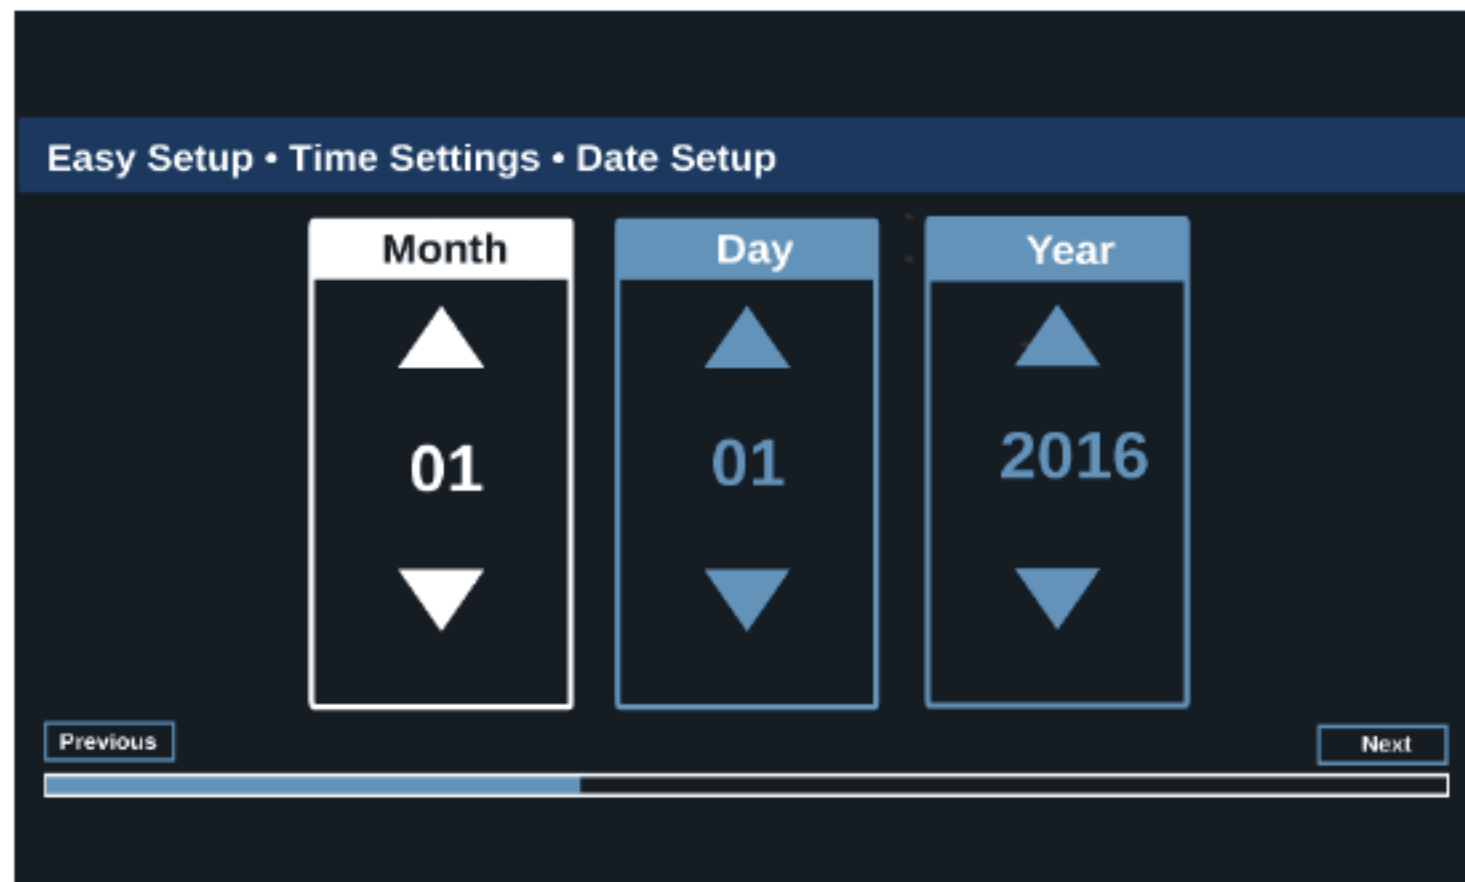 Easy Setup • Time Settings • Date Setup
Month Day Year
01 01 2016
Previous Next